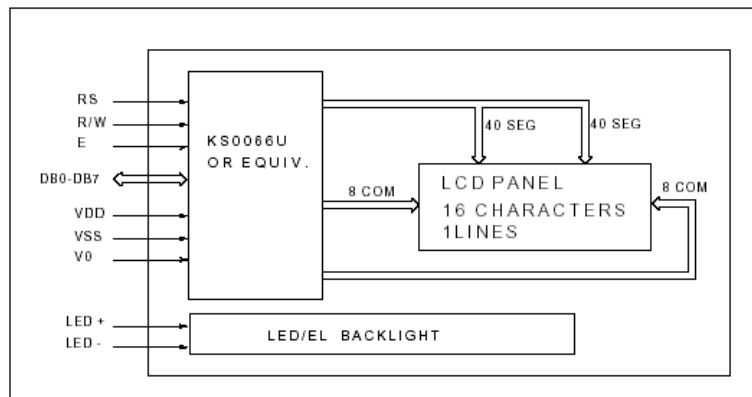 RS
R/W
E
DB0-DB7
VDD
VSS
V0
LED +
LED -
KS0066U
OR EQUIV.
40 SEG
40 SEG
8 COM
8 COM
LCD PANEL
16 CHARACTERS
1LINES
LED/EL BACKLIGHT